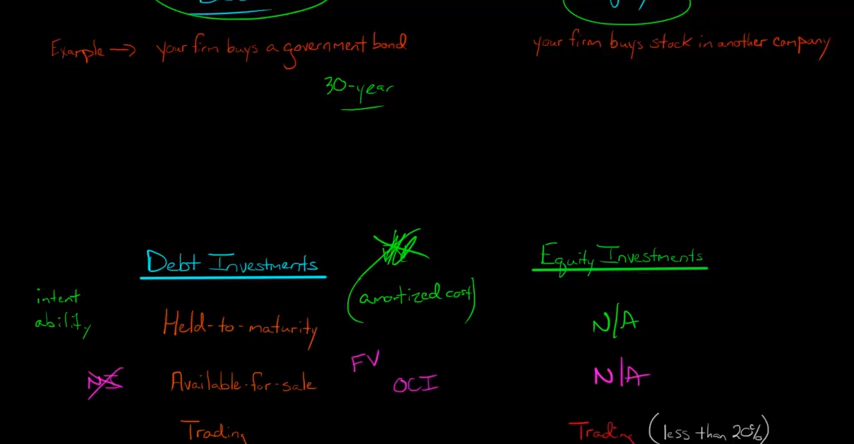 Example → your firm buys a government bond
your firm buys stock in another company
30-year
Debt Investments
Equity Investments
(amortized cost)
intent
ability
Held-to-maturity
N/A
FV
NI
Available-for-sale
OCI
N/A
Trading
Trading (less than 20%)